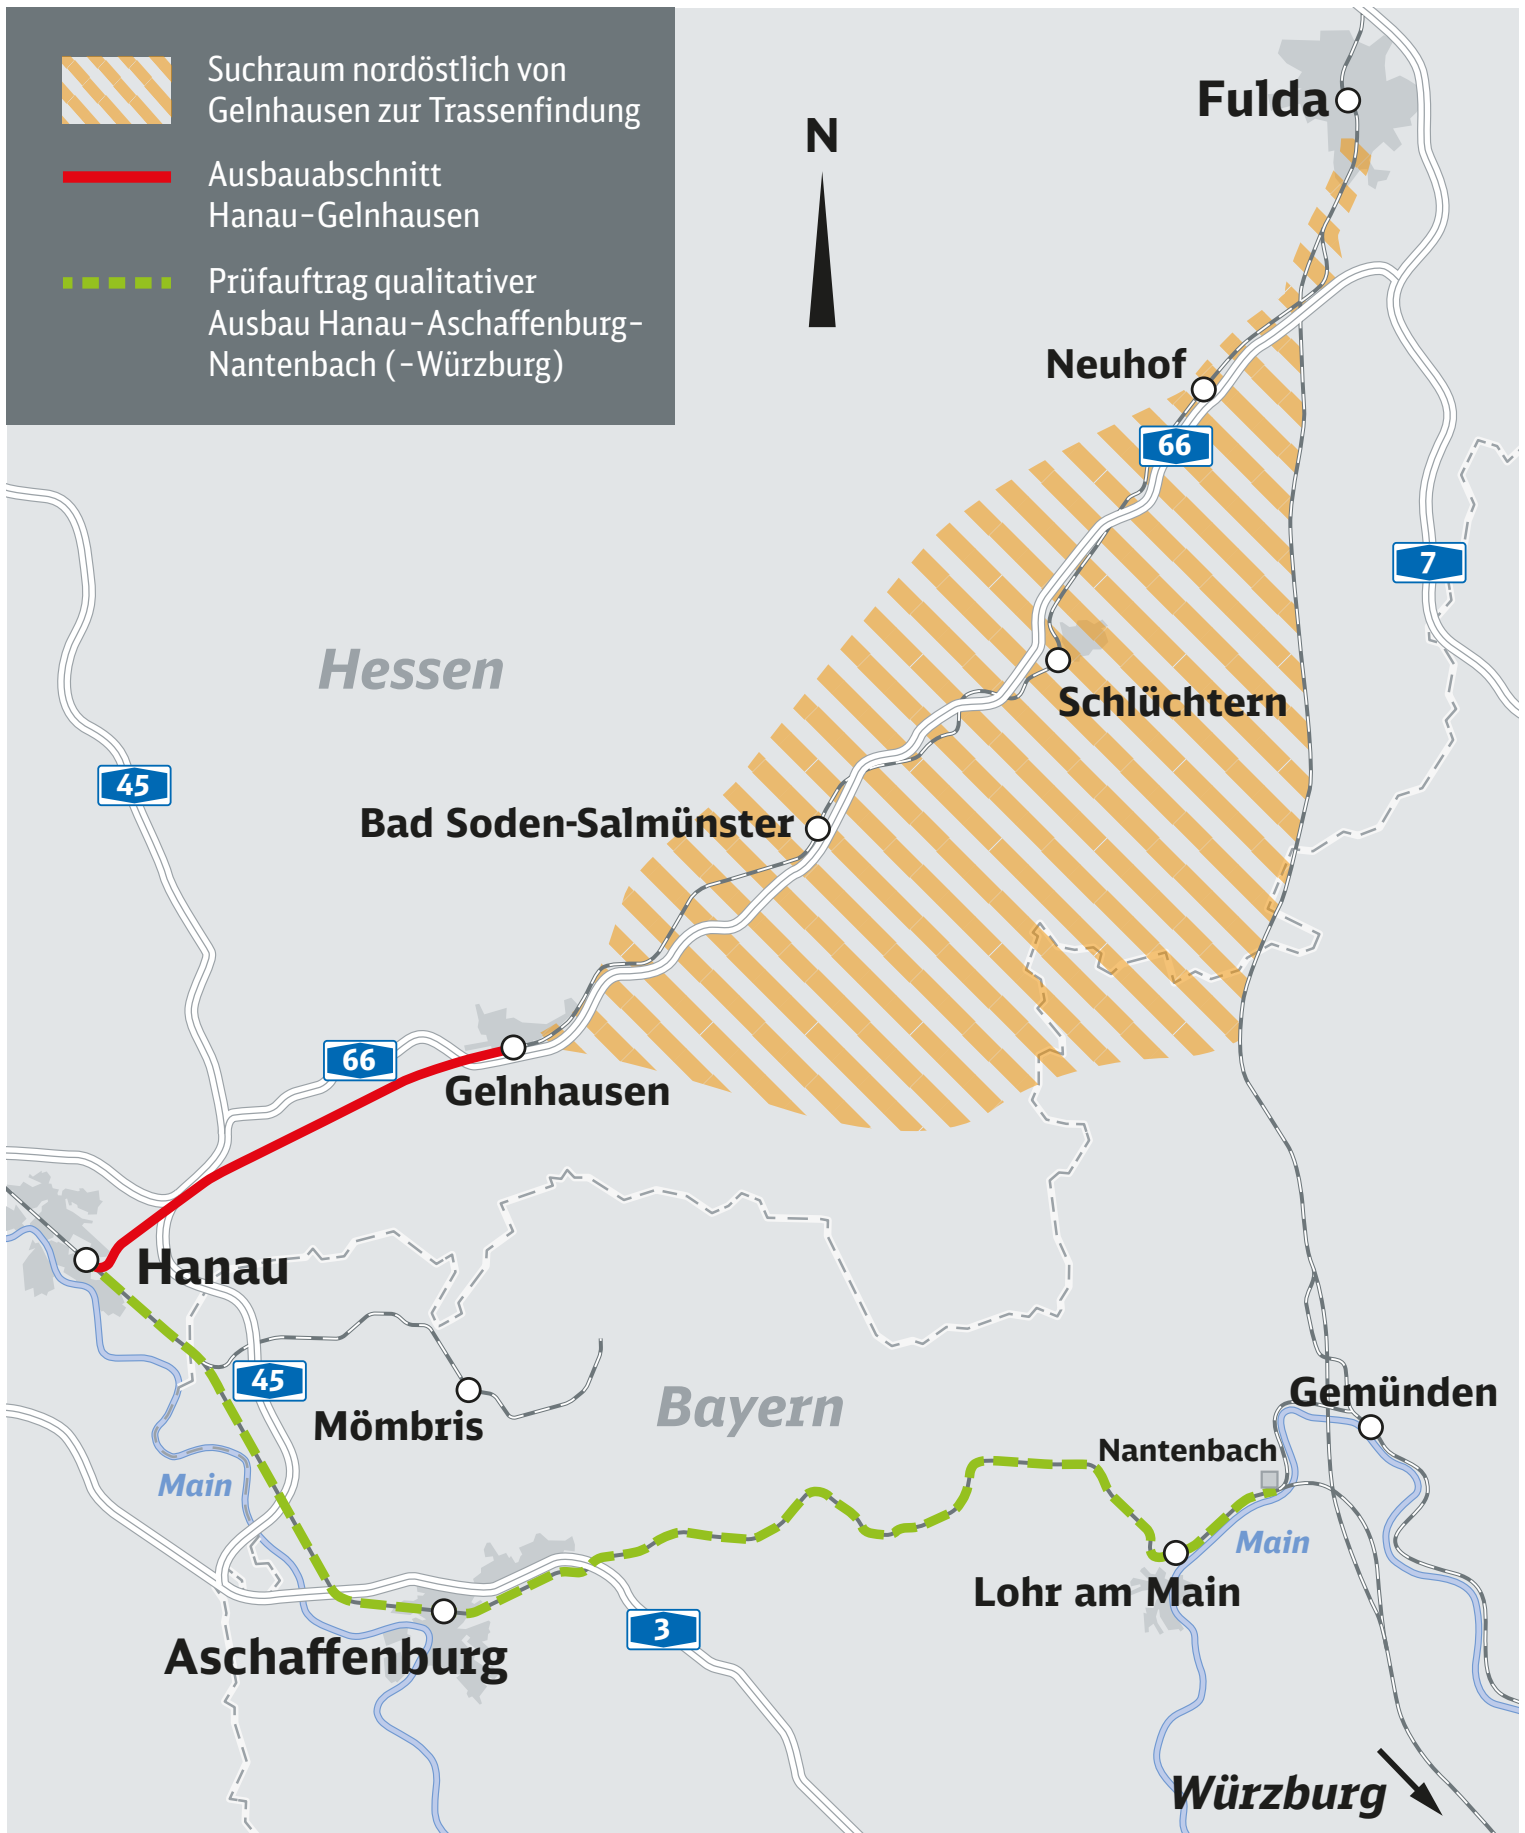 Suchraum nordöstlich von
Gelnhausen zur Trassenfindung
Ausbauabschnitt
Hanau-Gelnhausen
Prüfauftrag qualitativer
Ausbau Hanau-Aschaffenburg-
Nantenbach (-Würzburg)
N
Fulda
Neuhof
66
7
Hessen
Schlüchtern
45
Bad Soden-Salmünster
66
Gelnhausen
Hanau
45
Mömbris
Bayern
Gemünden
Nantenbach
Main
Main
Lohr am Main
3
Aschaffenburg
Würzburg